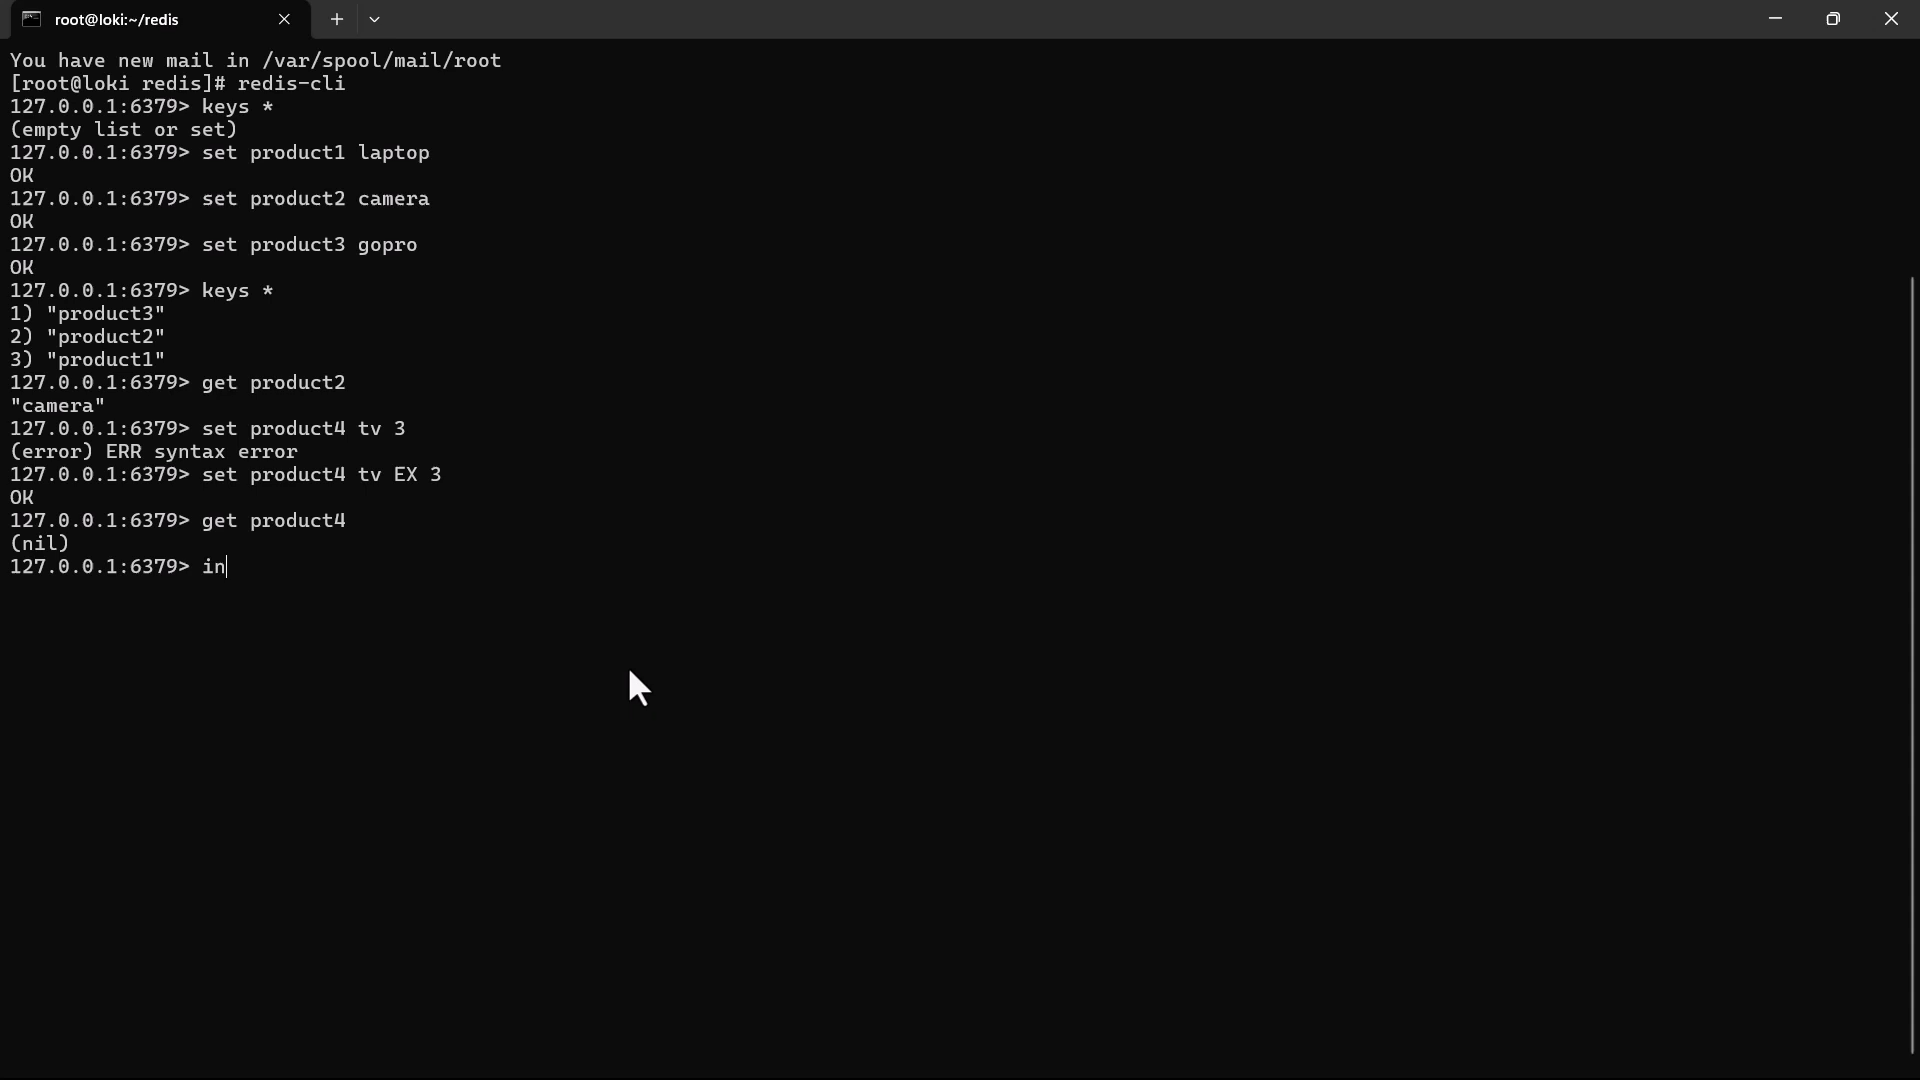 root@loki:~/redis
You have new mail in /var/spool/mail/root
[root@loki redis]# redis-cli
127.0.0.1:6379> keys *
(empty list or set)
127.0.0.1:6379> set product1 laptop
OK
127.0.0.1:6379> set product2 camera
OK
127.0.0.1:6379> set product3 gopro
OK
127.0.0.1:6379> keys *
1) "product3"
2) "product2"
3) "product1"
127.0.0.1:6379> get product2
"camera"
127.0.0.1:6379> set product4 tv 3
(error) ERR syntax error
127.0.0.1:6379> set product4 tv EX 3
OK
127.0.0.1:6379> get product4
(nil)
127.0.0.1:6379> in